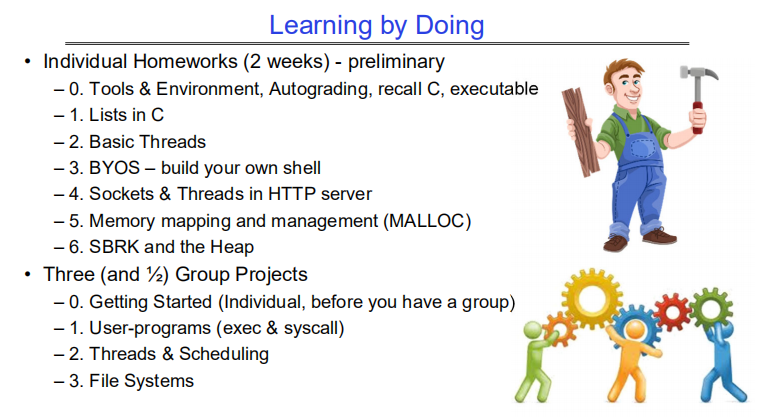 Learning by Doing
• Individual Homeworks (2 weeks) - preliminary
– 0. Tools & Environment, Autograding, recall C, executable
– 1. Lists in C
– 2. Basic Threads
– 3. BYOS – build your own shell
– 4. Sockets & Threads in HTTP server
– 5. Memory mapping and management (MALLOC)
– 6. SBRK and the Heap
• Three (and ½) Group Projects
– 0. Getting Started (Individual, before you have a group)
– 1. User-programs (exec & syscall)
– 2. Threads & Scheduling
– 3. File Systems